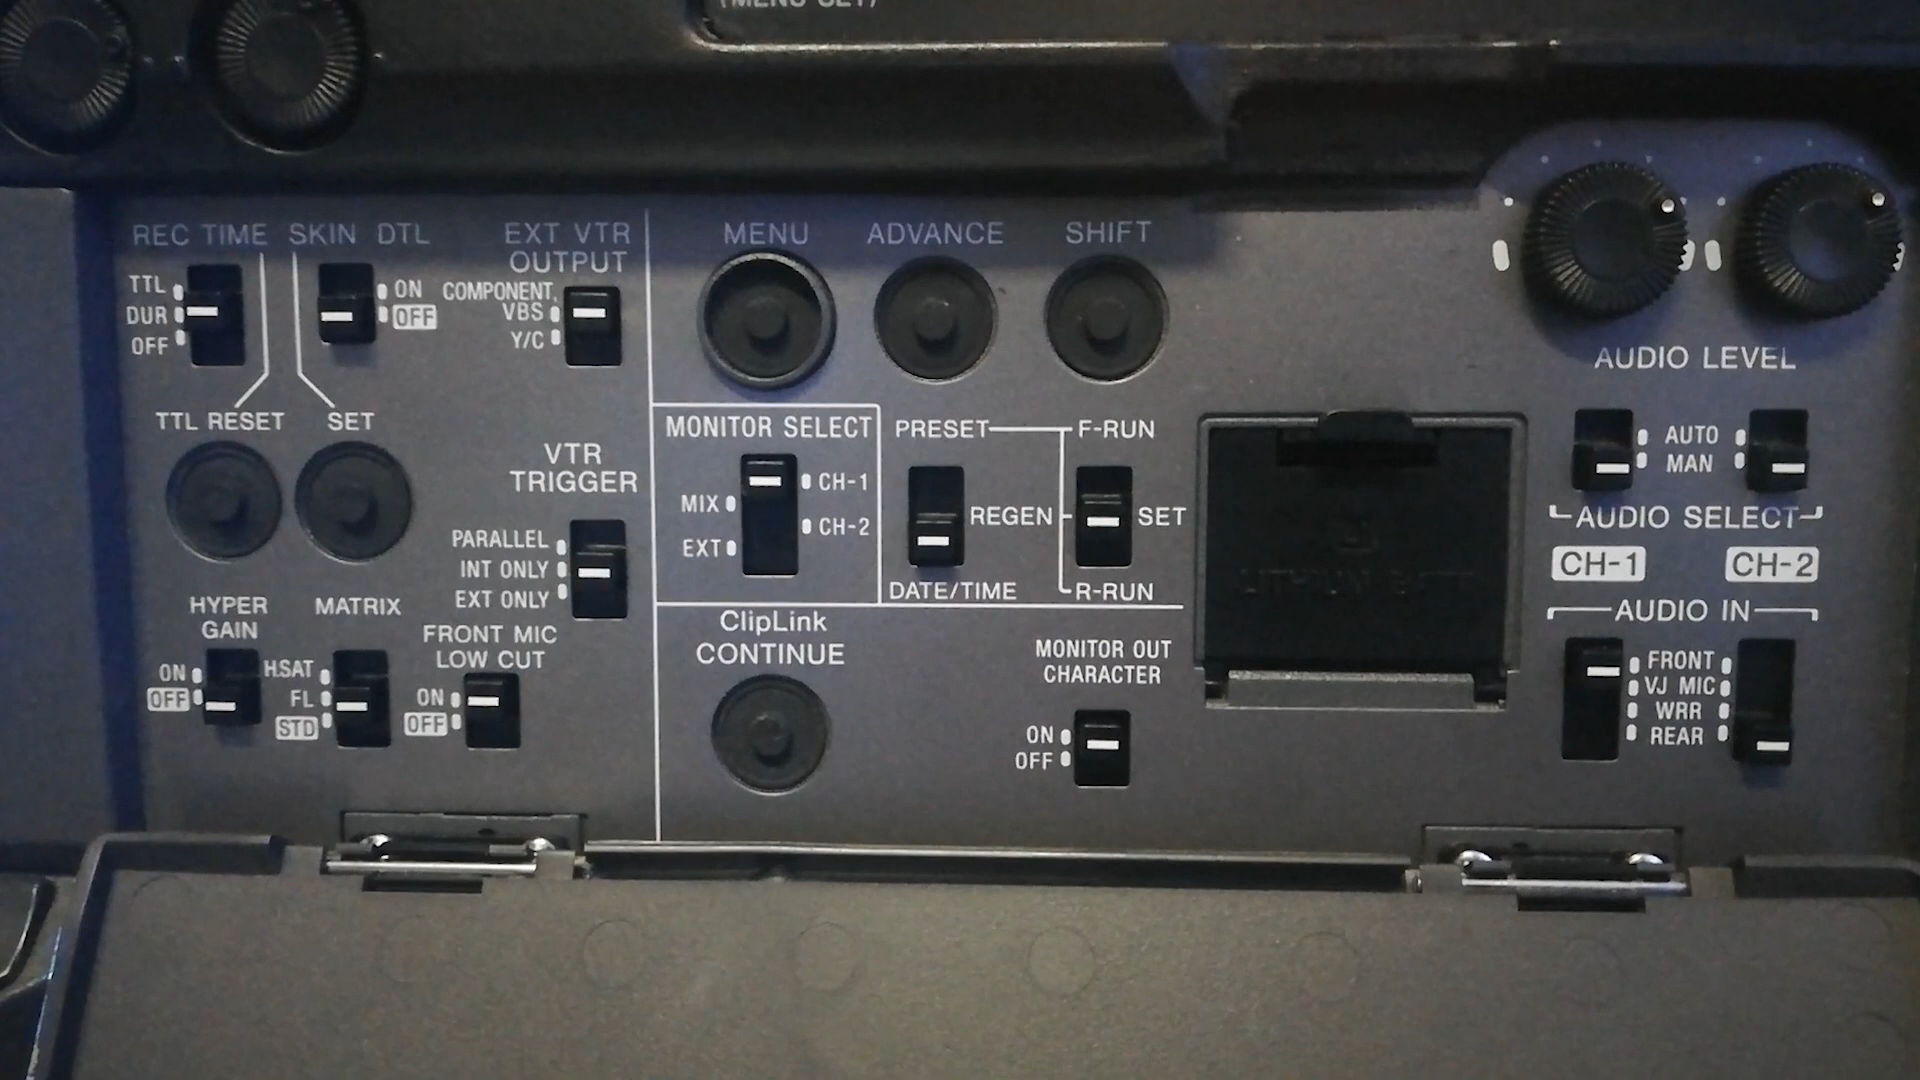 (MENU SET)
REC TIME
SKIN DTL
EXT VTR
OUTPUT
TTL
DUR
OFF
ON
OFF
COMPONENT,
VBS
Y/C
MENU
ADVANCE
SHIFT
AUDIO LEVEL
TTL RESET
SET
VTR
TRIGGER
PARALLEL
INT ONLY
EXT ONLY
MONITOR SELECT
MIX
EXT
CH-1
CH-2
PRESET
REGEN
DATE/TIME
F-RUN
SET
R-RUN
AUTO
MAN
AUDIO SELECT
CH-1
CH-2
AUDIO IN
FRONT
VJ MIC
WRR
REAR
HYPER
GAIN
ON
OFF
MATRIX
H.SAT
FL
STD
FRONT MIC
LOW CUT
ON
OFF
ClipLink
CONTINUE
MONITOR OUT
CHARACTER
ON
OFF
LITHIUM BATT